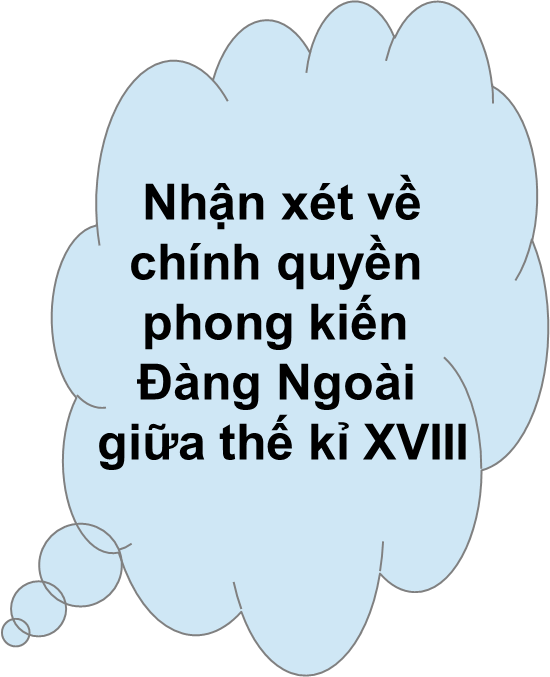 Nhận xét về
chính quyền
phong kiến
Đàng Ngoài
giữa thế kỉ XVIII